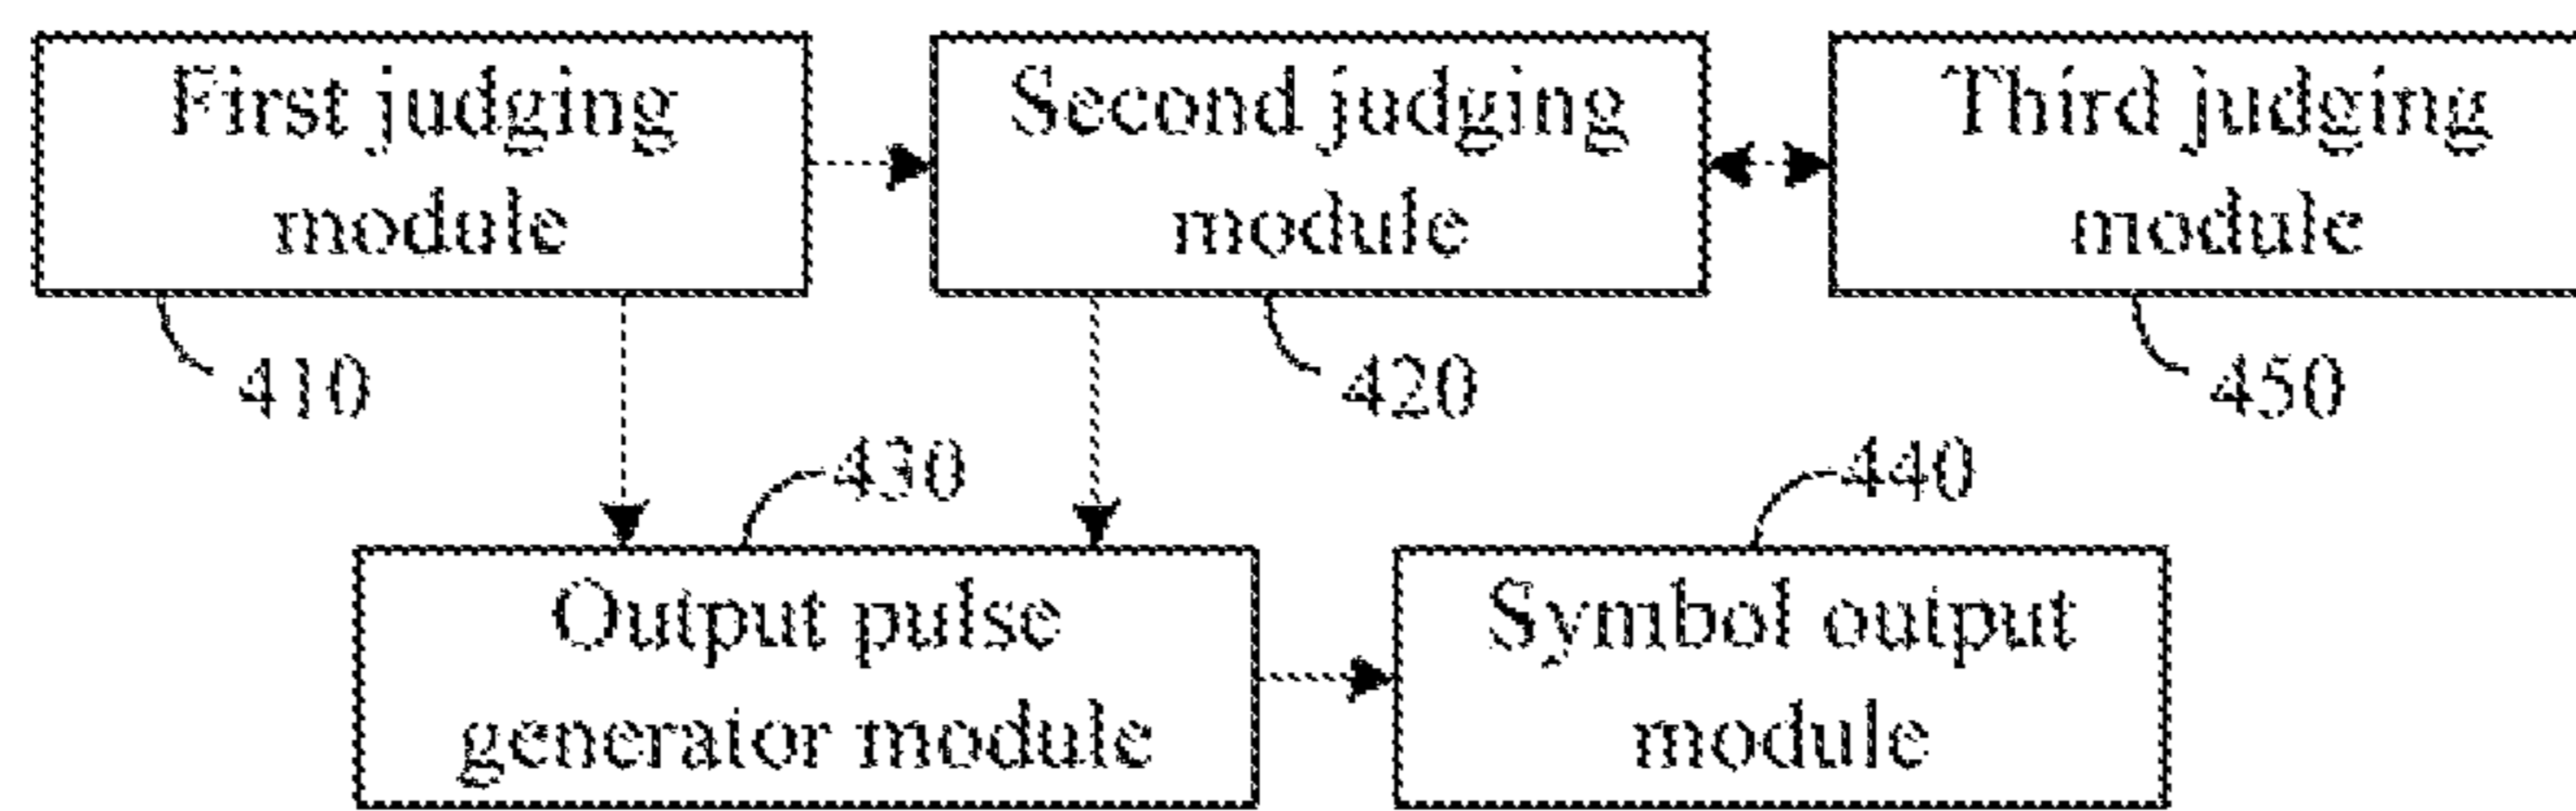 First judging
module
Second judging
module
Third judging
module
410
420
450
430
440
Output pulse
generator module
Symbol output
module